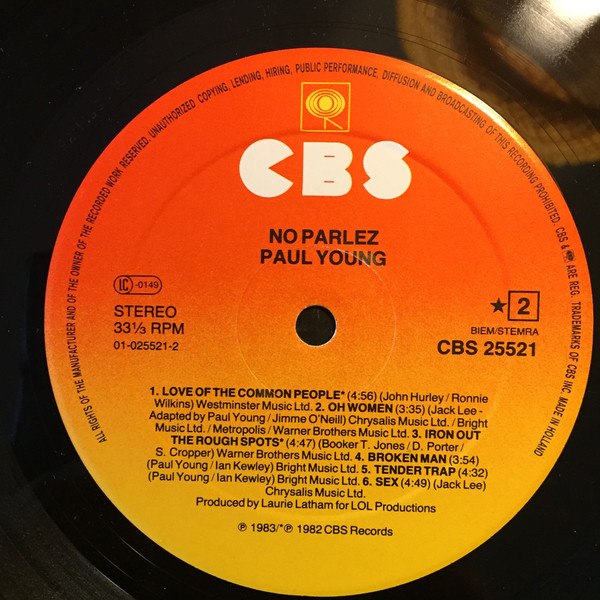 ALL RIGHTS OF THE MANUFACTURER AND OF THE OWNER OF THE RECORDED WORK RESERVED. UNAUTHORIZED COPYING, LENDING, HIRING, PUBLIC PERFORMANCE, DIFFUSION AND BROADCASTING OF THIS RECORDING PROHIBITED. CBS & ARE REG. TRADEMARKS OF CBS INC. MADE IN HOLLAND
CBS
NO PARLEZ
PAUL YOUNG
LC -0149
STEREO
33⅓ RPM
01-025521-2
★2
BIEM/STEMRA
CBS 25521
1. LOVE OF THE COMMON PEOPLE* (4:56) (John Hurley/Ronnie
Wilkins) Westminster Music Ltd. 2. OH WOMEN (3:35) (Jack Lee -
Adapted by Paul Young/Jimme O'Neill) Chrysalis Music Ltd./Bright
Music Ltd./Metropolis/Warner Brothers Music Ltd. 3. IRON OUT
THE ROUGH SPOTS* (4:47) (Booker T. Jones/D. Porter/
S. Cropper) Warner Brothers Music Ltd. 4. BROKEN MAN (3:54)
(Paul Young/Ian Kewley) Bright Music Ltd. 5. TENDER TRAP (4:32)
(Paul Young/Ian Kewley) Bright Music Ltd. 6. SEX (4:49) (Jack Lee)
Chrysalis Music Ltd.
Produced by Laurie Latham for LOL Productions
℗ 1983/*℗ 1982 CBS Records